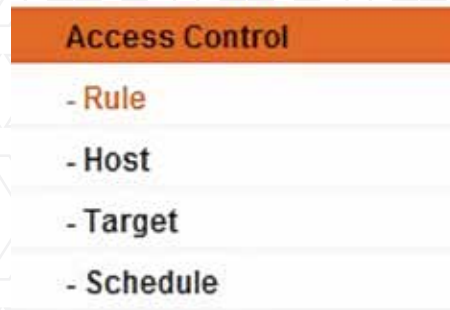 Access Control
- Rule
- Host
- Target
- Schedule